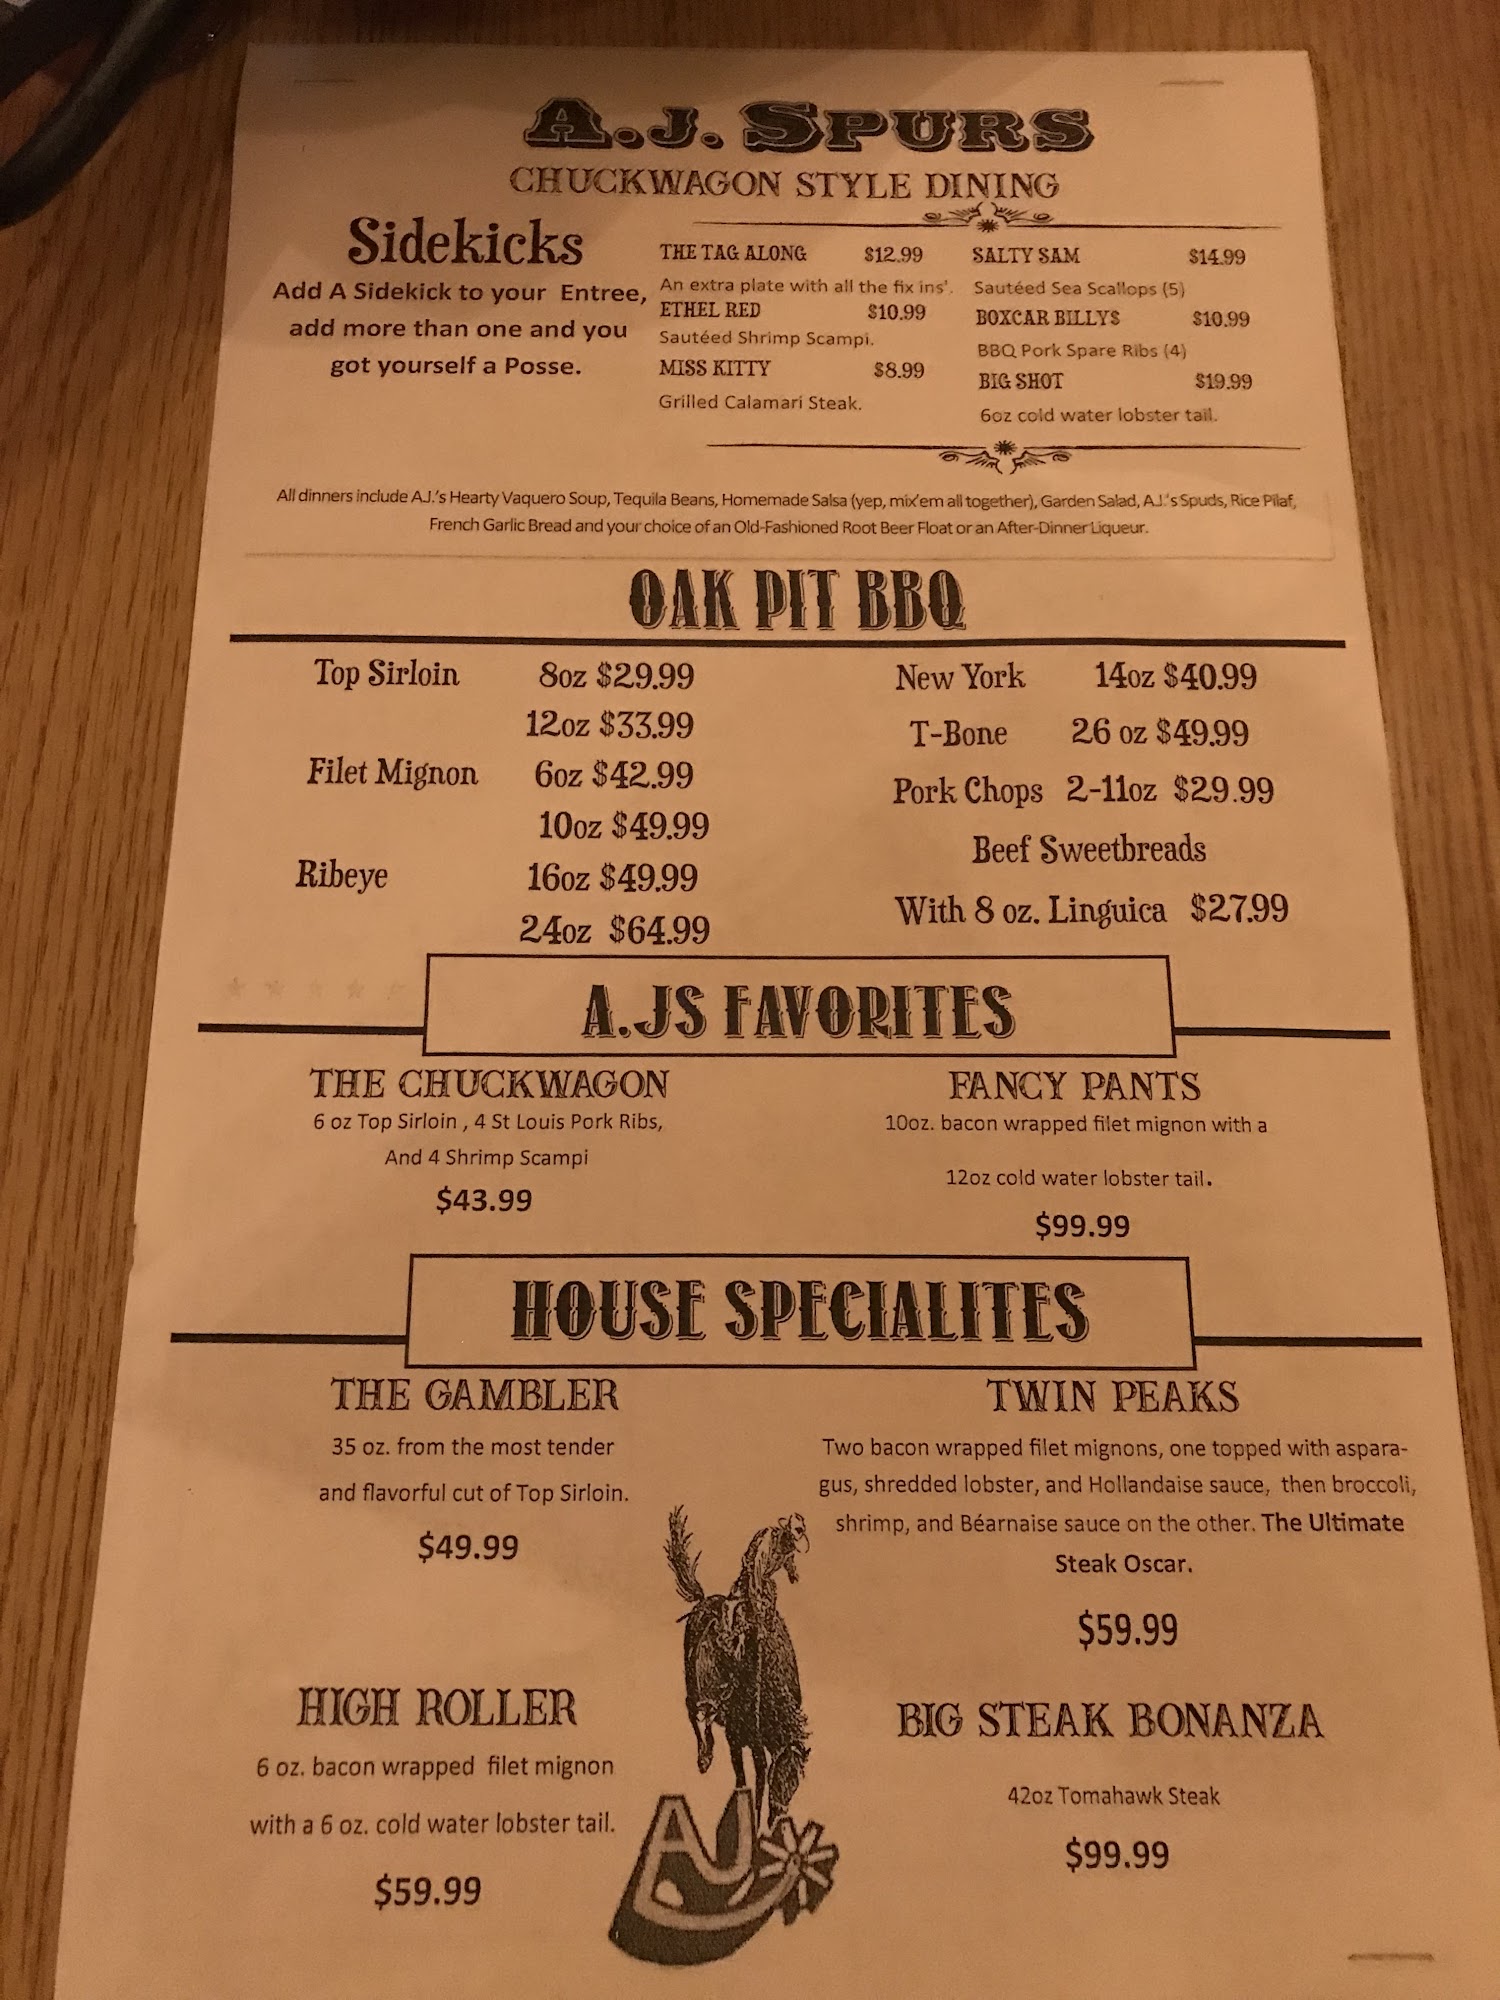 A.J. SPURS
CHUCKWAGON STYLE DINING
Sidekicks
Add A Sidekick to your Entree,
add more than one and you
got yourself a Posse.
THE TAG ALONG $12.99
An extra plate with all the fix ins'.
ETHEL RED $10.99
Sautéed Shrimp Scampi.
MISS KITTY $8.99
Grilled Calamari Steak.
SALTY SAM $14.99
Sautéed Sea Scallops (5)
BOXCAR BILLYS $10.99
BBQ Pork Spare Ribs (4)
BIG SHOT $19.99
6oz cold water lobster tail.
All dinners include A.J.'s Hearty Vaquero Soup, Tequila Beans, Homemade Salsa (yep, mix'em all together), Garden Salad, A.J.'s Spuds, Rice Pilaf,
French Garlic Bread and your choice of an Old-Fashioned Root Beer Float or an After-Dinner Liqueur.
OAK PIT BBQ
Top Sirloin 8oz $29.99
12oz $33.99
Filet Mignon 6oz $42.99
10oz $49.99
Ribeye 16oz $49.99
24oz $64.99
New York 14oz $40.99
T-Bone 26 oz $49.99
Pork Chops 2-11oz $29.99
Beef Sweetbreads
With 8 oz. Linguica $27.99
A.JS FAVORITES
THE CHUCKWAGON
6 oz Top Sirloin , 4 St Louis Pork Ribs,
And 4 Shrimp Scampi
$43.99
FANCY PANTS
10oz. bacon wrapped filet mignon with a
12oz cold water lobster tail.
$99.99
HOUSE SPECIALITES
THE GAMBLER
35 oz. from the most tender
and flavorful cut of Top Sirloin.
$49.99
TWIN PEAKS
Two bacon wrapped filet mignons, one topped with aspara-
gus, shredded lobster, and Hollandaise sauce, then broccoli,
shrimp, and Béarnaise sauce on the other. The Ultimate
Steak Oscar.
$59.99
HIGH ROLLER
6 oz. bacon wrapped filet mignon
with a 6 oz. cold water lobster tail.
$59.99
BIG STEAK BONANZA
42oz Tomahawk Steak
$99.99
AJ